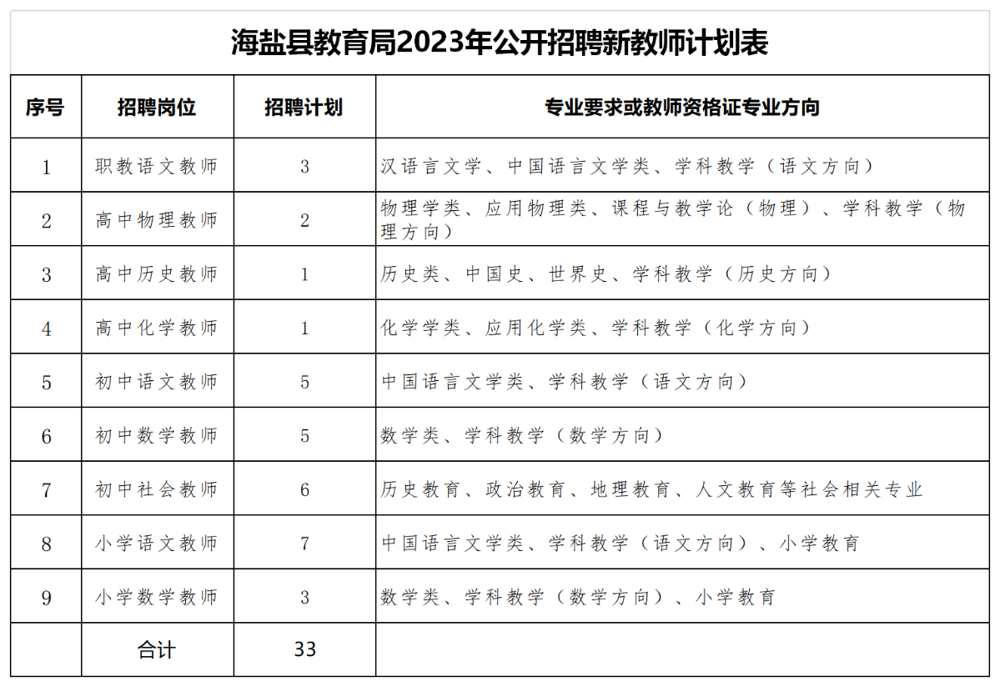 海盐县教育局2023年公开招聘新教师计划表
序号 招聘岗位 招聘计划 专业要求或教师资格证专业方向
1 职教语文教师 3 汉语言文学、中国语言文学类、学科教学（语文方向）
2 高中物理教师 2 物理学类、应用物理类、课程与教学论（物理）、学科教学（物
理方向）
3 高中历史教师 1 历史类、中国史、世界史、学科教学（历史方向）
4 高中化学教师 1 化学学类、应用化学类、学科教学（化学方向）
5 初中语文教师 5 中国语言文学类、学科教学（语文方向）
6 初中数学教师 5 数学类、学科教学（数学方向）
7 初中社会教师 6 历史教育、政治教育、地理教育、人文教育等社会相关专业
8 小学语文教师 7 中国语言文学类、学科教学（语文方向）、小学教育
9 小学数学教师 3 数学类、学科教学（数学方向）、小学教育
合计 33